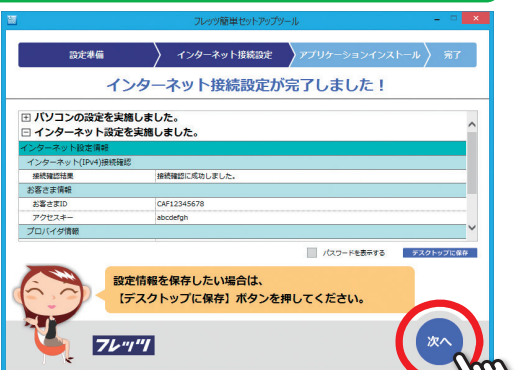 フレッツ簡単セットアップツール
設定準備
インターネット接続設定
アプリケーションインストール
完了
インターネット接続設定が完了しました！
パソコンの設定を実施しました。
インターネット設定を実施しました。
インターネット設定情報
インターネット(IPv4)接続確認
接続確認結果 接続確認に成功しました。
お客さま情報
お客さまID CAF12345678
アクセスキー abcdefgh
プロバイダ情報
パスワードを表示する
デスクトップに保存
設定情報を保存したい場合は、
【デスクトップに保存】ボタンを押してください。
フレッツ
次へ